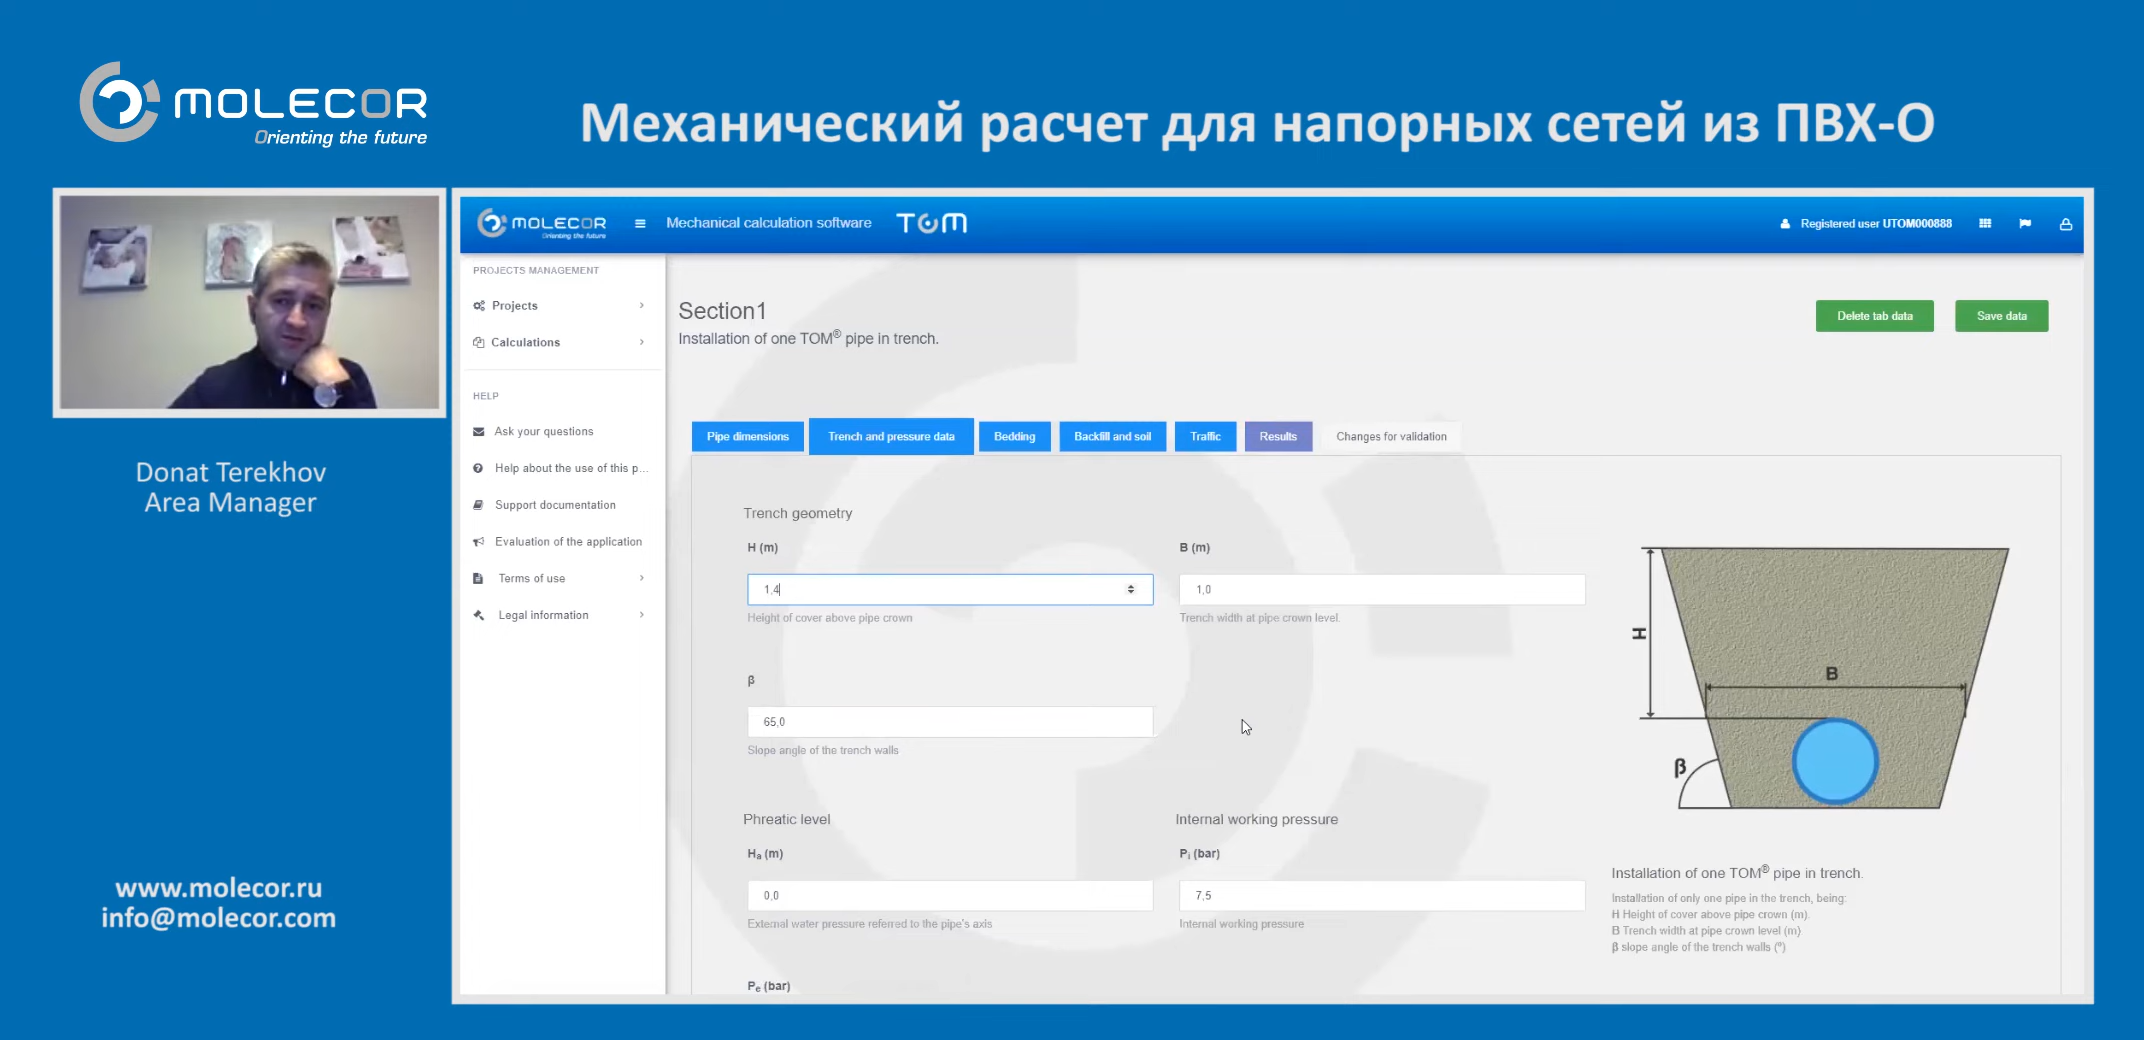 MOLECOR
Orienting the future
Механический расчет для напорных сетей из ПВХ-О
Donat Terekhov
Area Manager
www.molecor.ru
info@molecor.com
MOLECOR
Orienting the future
Mechanical calculation software
TOM
Registered user UTOM000888
PROJECTS MANAGEMENT
Projects
Calculations
HELP
Ask your questions
Help about the use of this p...
Support documentation
Evaluation of the application
Terms of use
Legal information
Section1
Installation of one TOM® pipe in trench.
Delete tab data
Save data
Pipe dimensions
Trench and pressure data
Bedding
Backfill and soil
Traffic
Results
Changes for validation
Trench geometry
H (m)
1,4
Height of cover above pipe crown
B (m)
1,0
Trench width at pipe crown level.
β
65,0
Slope angle of the trench walls
Phreatic level
Ha (m)
0,0
External water pressure referred to the pipe's axis
Internal working pressure
Pi (bar)
7,5
Internal working pressure
Pe (bar)
H
B
β
Installation of one TOM® pipe in trench.
Installation of only one pipe in the trench, being:
H Height of cover above pipe crown (m).
B Trench width at pipe crown level (m)
β slope angle of the trench walls (º)